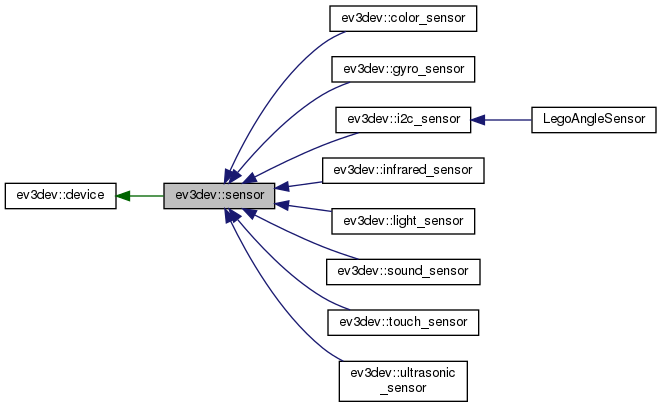 ev3dev::color_sensor
ev3dev::gyro_sensor
ev3dev::i2c_sensor
LegoAngleSensor
ev3dev::infrared_sensor
ev3dev::device
ev3dev::sensor
ev3dev::light_sensor
ev3dev::sound_sensor
ev3dev::touch_sensor
ev3dev::ultrasonic
_sensor